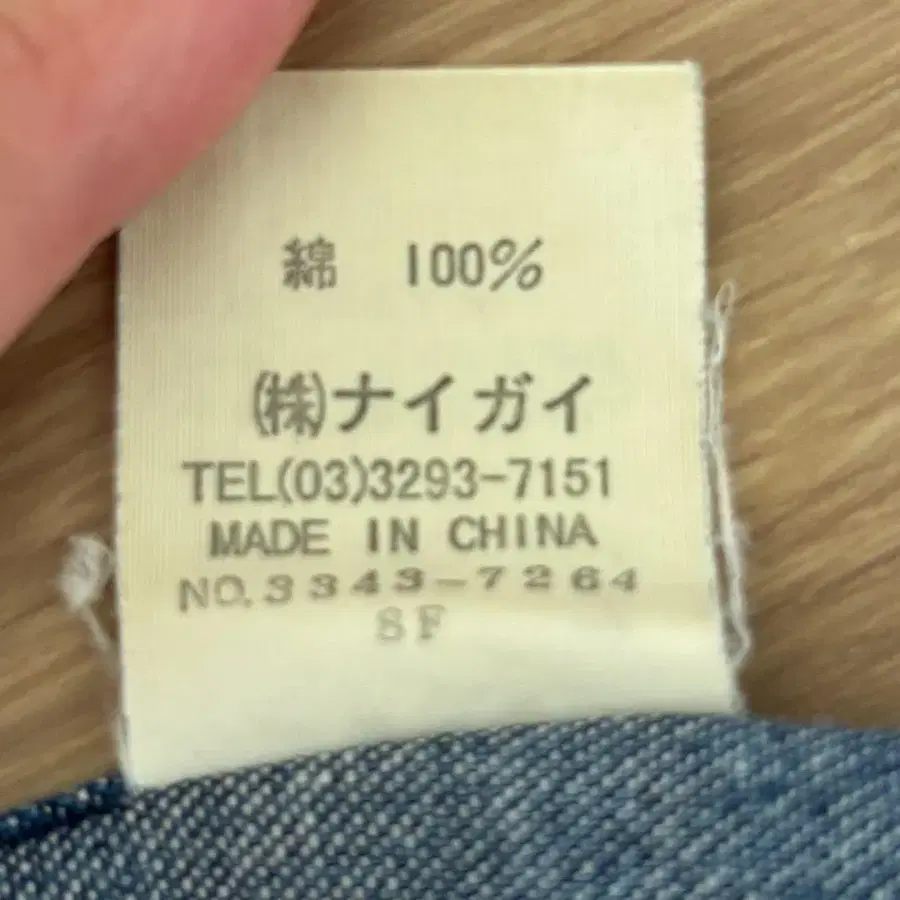 綿 100%
㈱ナイガイ
TEL(03)3293-7151
MADE IN CHINA
NO.3343-7264
SF